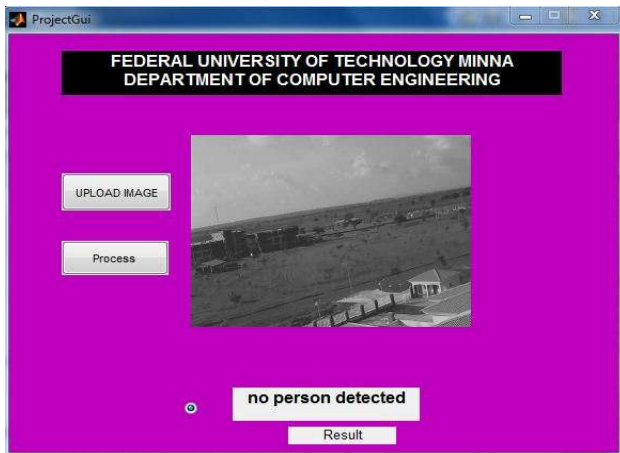 ProjectGui
FEDERAL UNIVERSITY OF TECHNOLOGY MINNA
DEPARTMENT OF COMPUTER ENGINEERING
UPLOAD IMAGE
Process
no person detected
Result